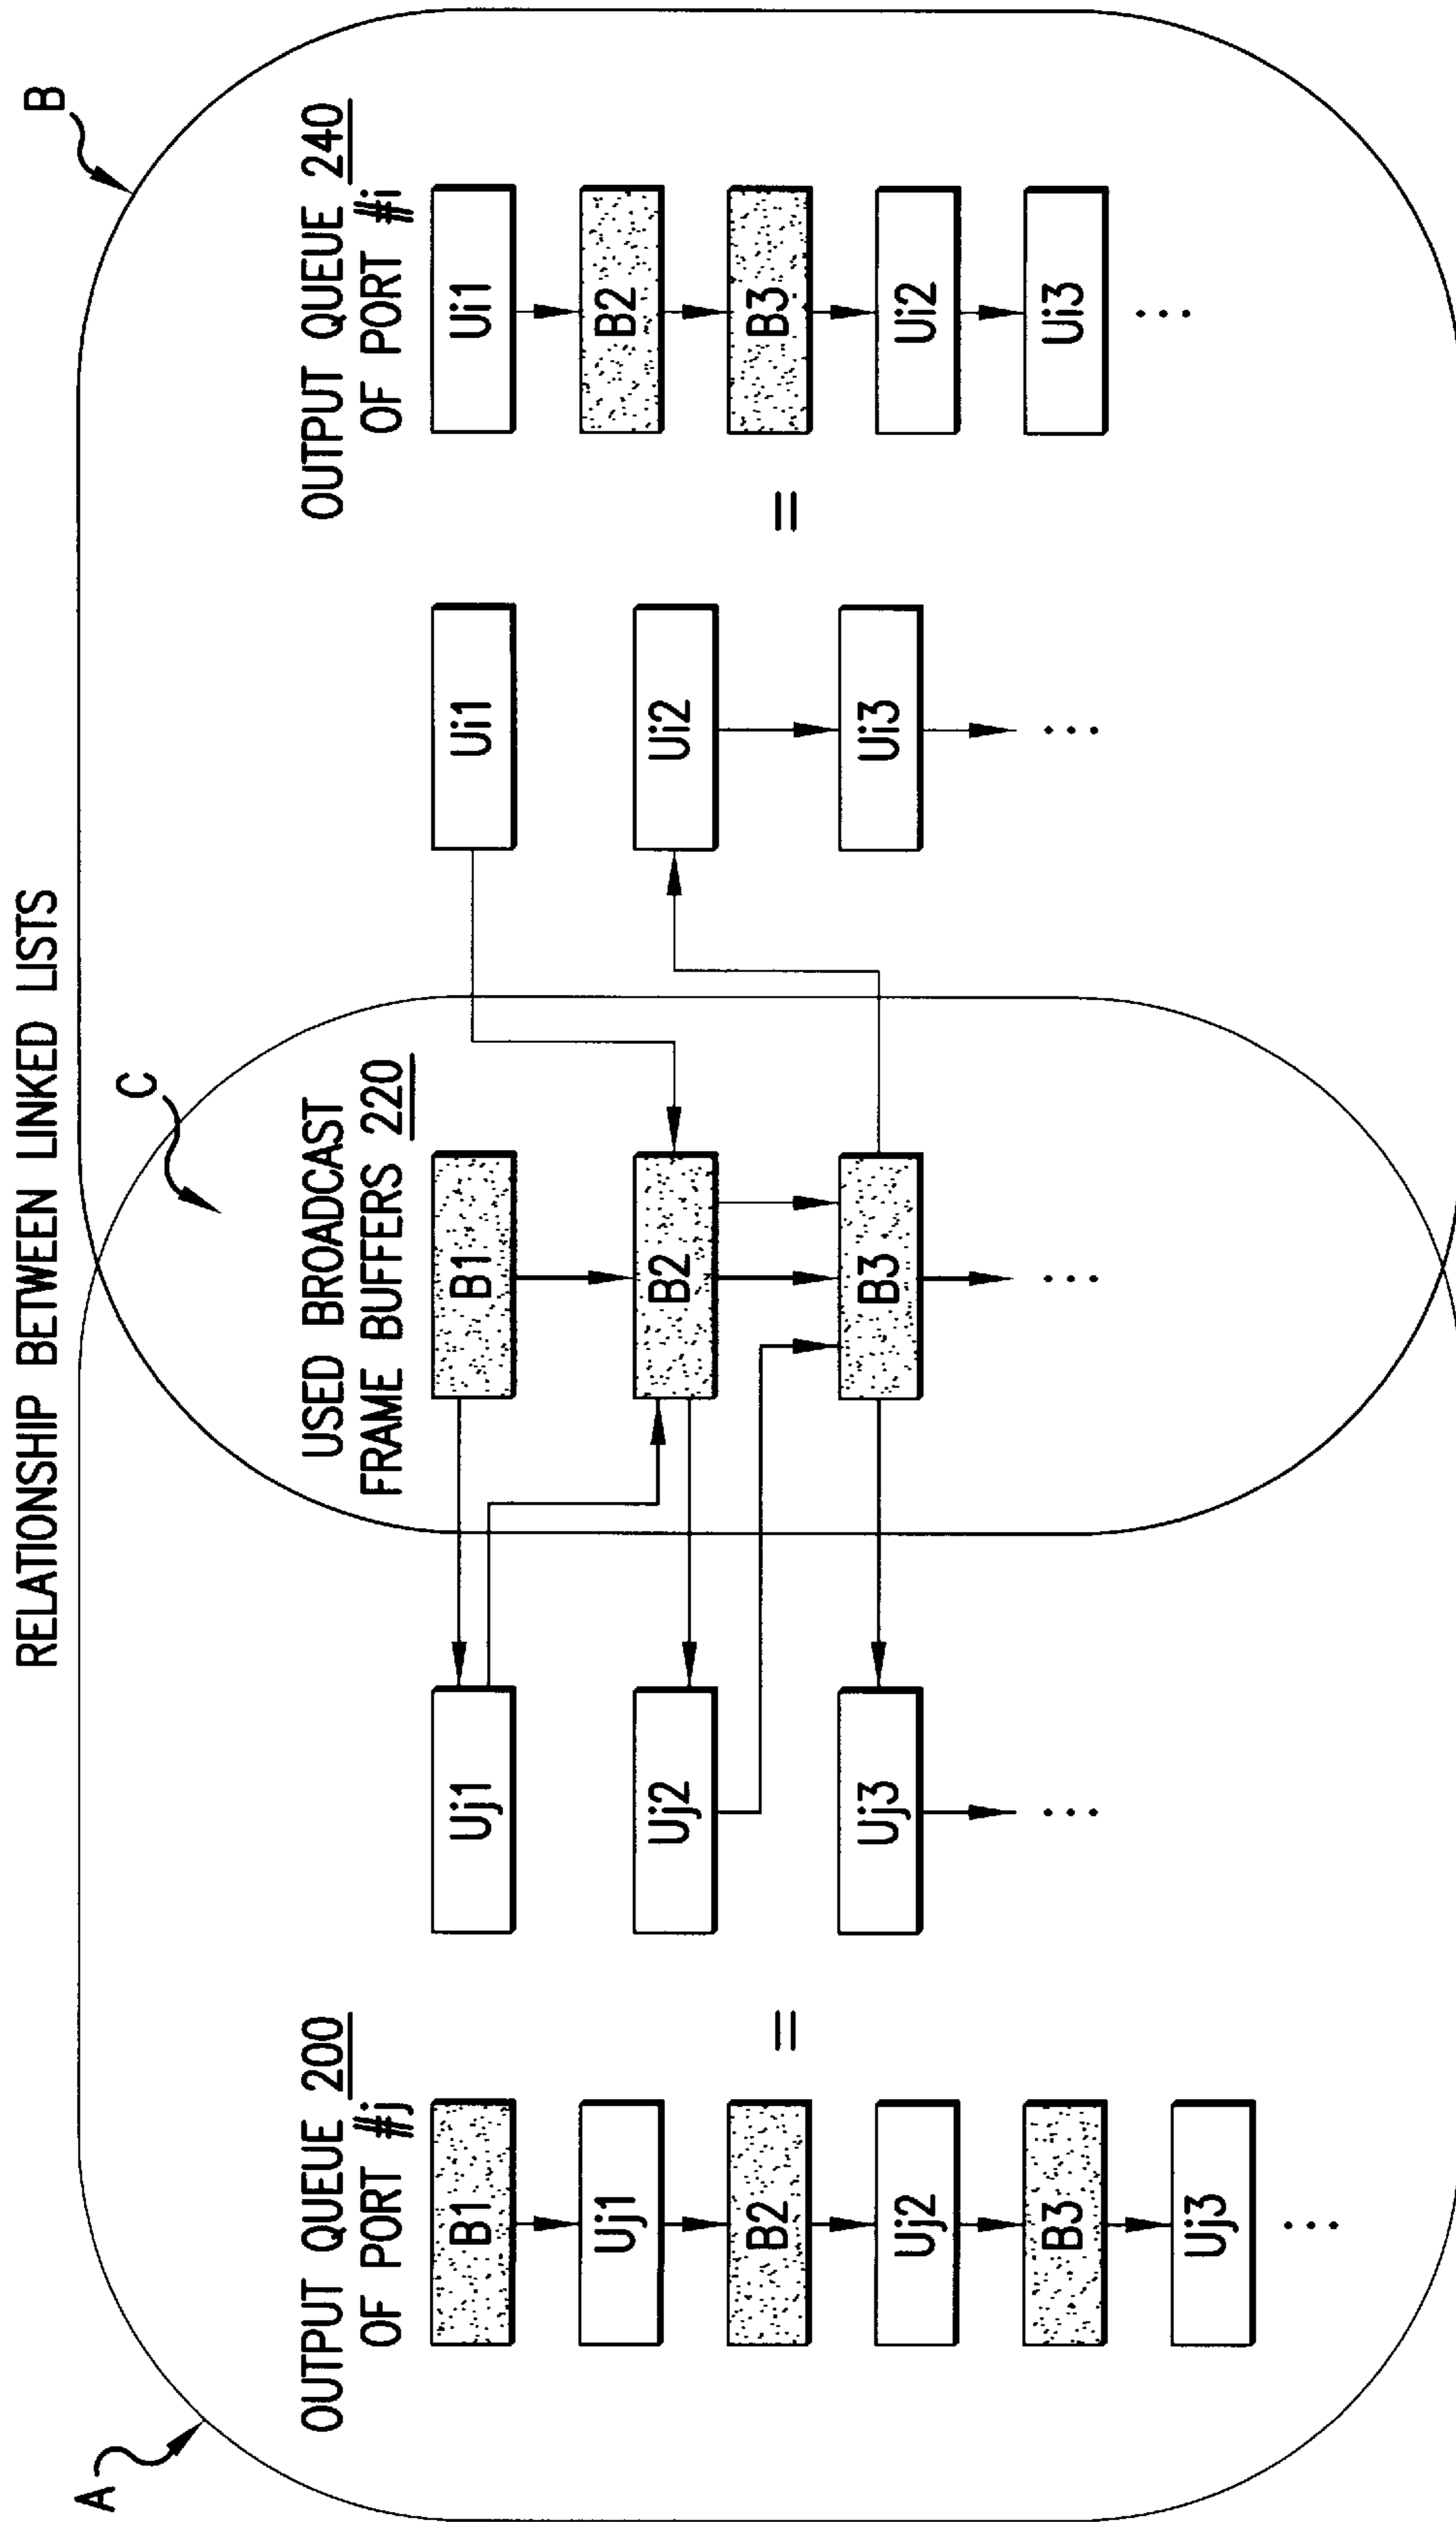 RELATIONSHIP BETWEEN LINKED LISTS
A
C
B
OUTPUT QUEUE 200
OF PORT #j
B1
Uj1
B2
Uj2
B3
Uj3
...
=
Uj1
Uj2
Uj3
...
USED BROADCAST
FRAME BUFFERS 220
B1
B2
B3
...
Ui1
Ui2
Ui3
...
=
OUTPUT QUEUE 240
OF PORT #i
Ui1
B2
B3
Ui2
Ui3
...